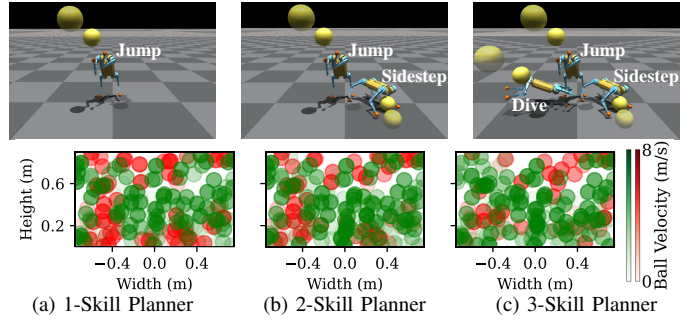 Jump
Jump
Sidestep
Jump
Sidestep
Dive
Height (m)
0.6
0.2
−0.4
0.0
0.4
Width (m)
−0.4
0.0
0.4
Width (m)
−0.4
0.0
0.4
Width (m)
8
0
Ball Velocity (m/s)
(a) 1-Skill Planner
(b) 2-Skill Planner
(c) 3-Skill Planner